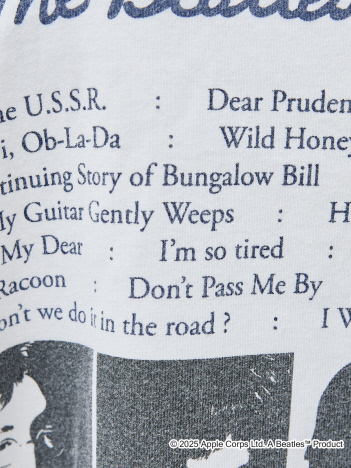 The Beatles
he U.S.S.R. : Dear Pruden
i, Ob-La-Da : Wild Honey
tinuing Story of Bungalow Bill
My Guitar Gently Weeps : H
My Dear : I'm so tired :
Racoon : Don't Pass Me By
on't we do it in the road ? : I W
© 2025 Apple Corps Ltd. A Beatles™ Product